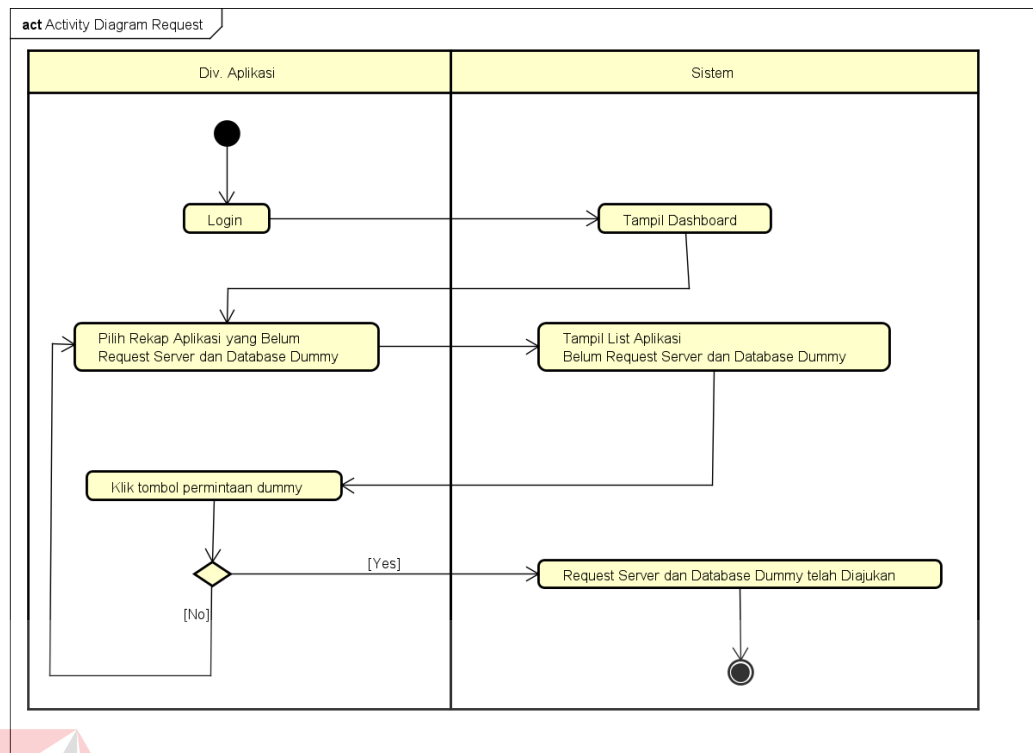 act Activity Diagram Request
Div. Aplikasi
Sistem
Login
Tampil Dashboard
Pilih Rekap Aplikasi yang Belum
Request Server dan Database Dummy
Tampil List Aplikasi
Belum Request Server dan Database Dummy
Klik tombol permintaan dummy
[Yes]
Request Server dan Database Dummy telah Diajukan
[No]